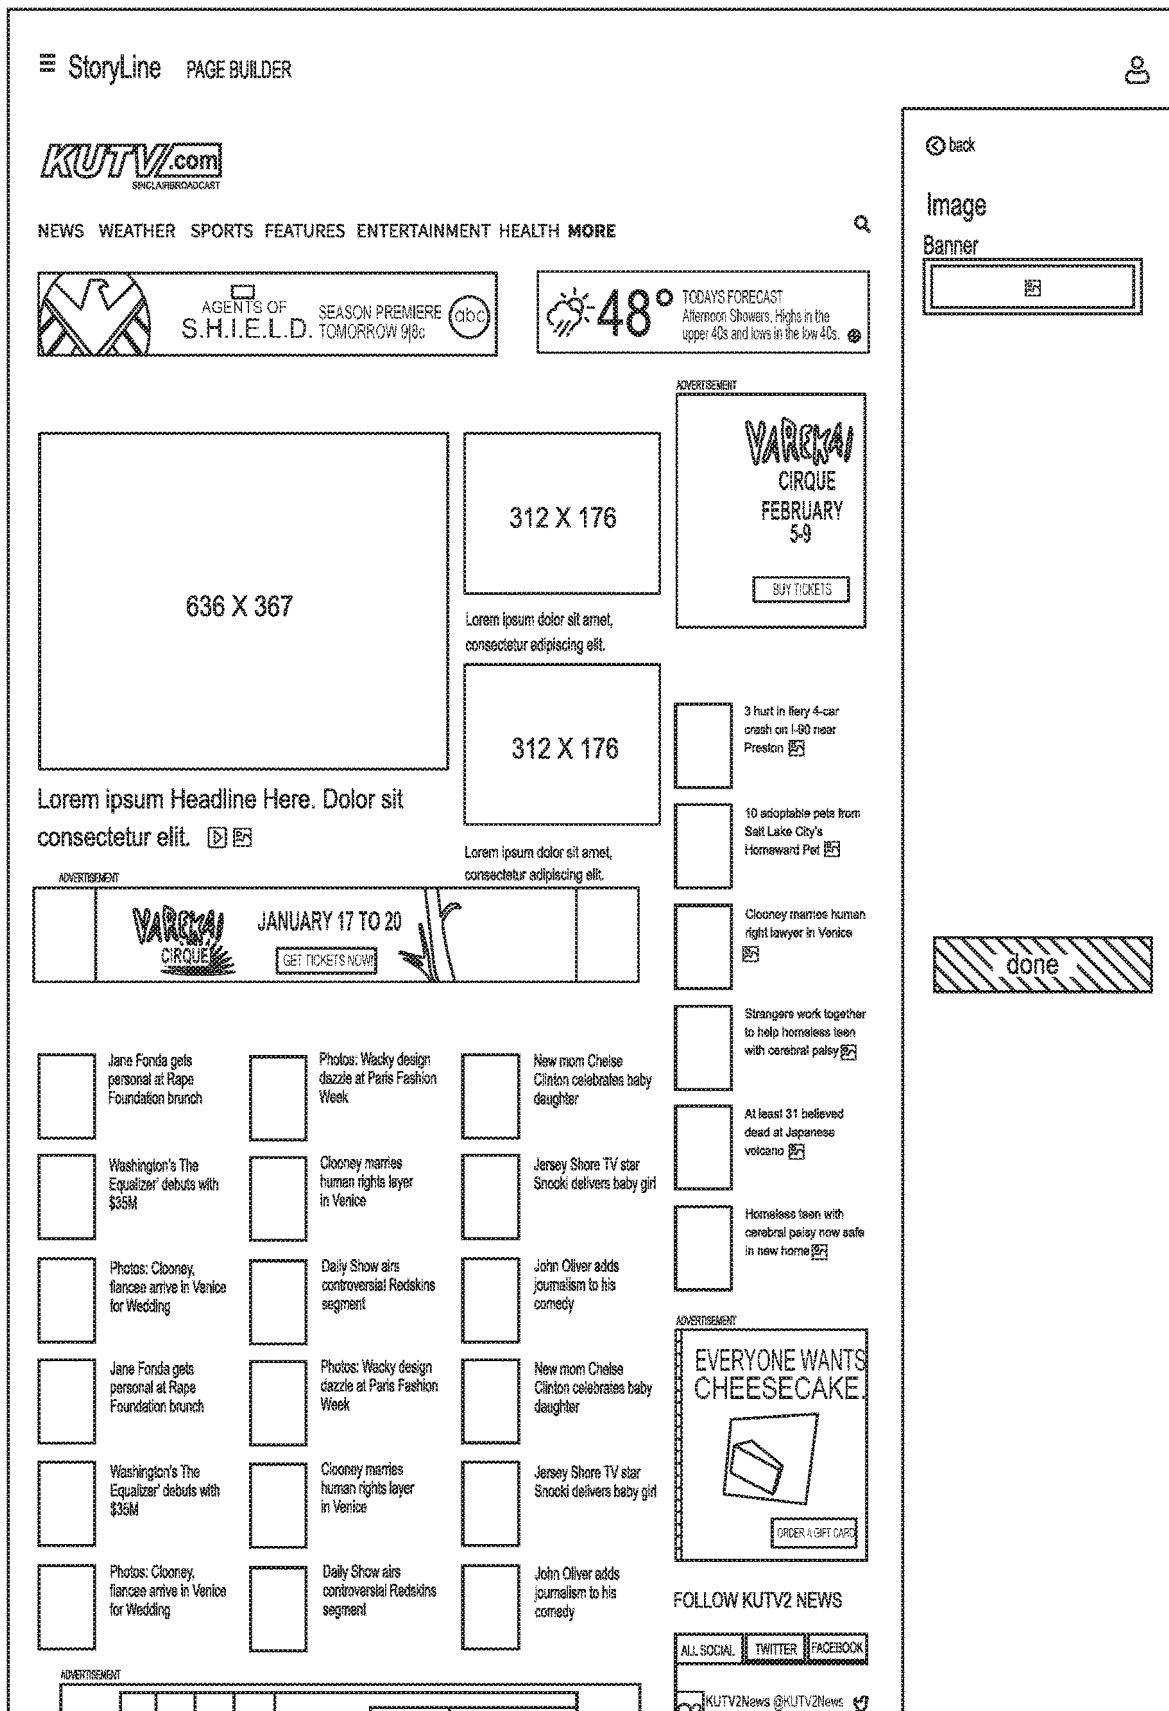 StoryLine PAGE BUILDER
KUTV.com
SINCLAIRBROADCAST
NEWS WEATHER SPORTS FEATURES ENTERTAINMENT HEALTH MORE
AGENTS OF
S.H.I.E.L.D.
SEASON PREMIERE
TOMORROW 9|8c
abc
48°
TODAYS FORECAST
Afternoon Showers. Highs in the
upper 40s and lows in the low 40s.
636 X 367
Lorem ipsum Headline Here. Dolor sit
consectetur elit.
312 X 176
Lorem ipsum dolor sit amet,
consectetur adipiscing elit.
312 X 176
Lorem ipsum dolor sit amet,
consectetur adipiscing elit.
ADVERTISEMENT
VAREKAI
CIRQUE
JANUARY 17 TO 20
GET TICKETS NOW!
Jane Fonda gets
personal at Rape
Foundation brunch
Photos: Wacky design
dazzle at Paris Fashion
Week
New mom Chelse
Clinton celebrates baby
daughter
Washington's The
Equalizer' debuts with
$35M
Clooney marries
human rights layer
in Venice
Jersey Shore TV star
Snooki delivers baby girl
Photos: Clooney,
fiancee arrive in Venice
for Wedding
Daily Show airs
controversial Redskins
segment
John Oliver adds
journalism to his
comedy
Jane Fonda gets
personal at Rape
Foundation brunch
Photos: Wacky design
dazzle at Paris Fashion
Week
New mom Chelse
Clinton celebrates baby
daughter
Washington's The
Equalizer' debuts with
$35M
Clooney marries
human rights layer
in Venice
Jersey Shore TV star
Snooki delivers baby girl
Photos: Clooney,
fiancee arrive in Venice
for Wedding
Daily Show airs
controversial Redskins
segment
John Oliver adds
journalism to his
comedy
ADVERTISEMENT
ADVERTISEMENT
VAREKAI
CIRQUE
FEBRUARY
5-9
BUY TICKETS
3 hurt in fiery 4-car
crash on I-90 near
Preston
10 adoptable pets from
Salt Lake City's
Homeward Pet
Clooney marries human
right lawyer in Venice
Strangers work together
to help homeless teen
with cerebral palsy
At least 31 believed
dead at Japanese
volcano
Homeless teen with
cerebral palsy now safe
in new home
ADVERTISEMENT
EVERYONE WANTS
CHEESECAKE.
ORDER A GIFT CARD
FOLLOW KUTV2 NEWS
ALL SOCIAL TWITTER FACEBOOK
KUTV2News @KUTV2News
back
Image
Banner
done